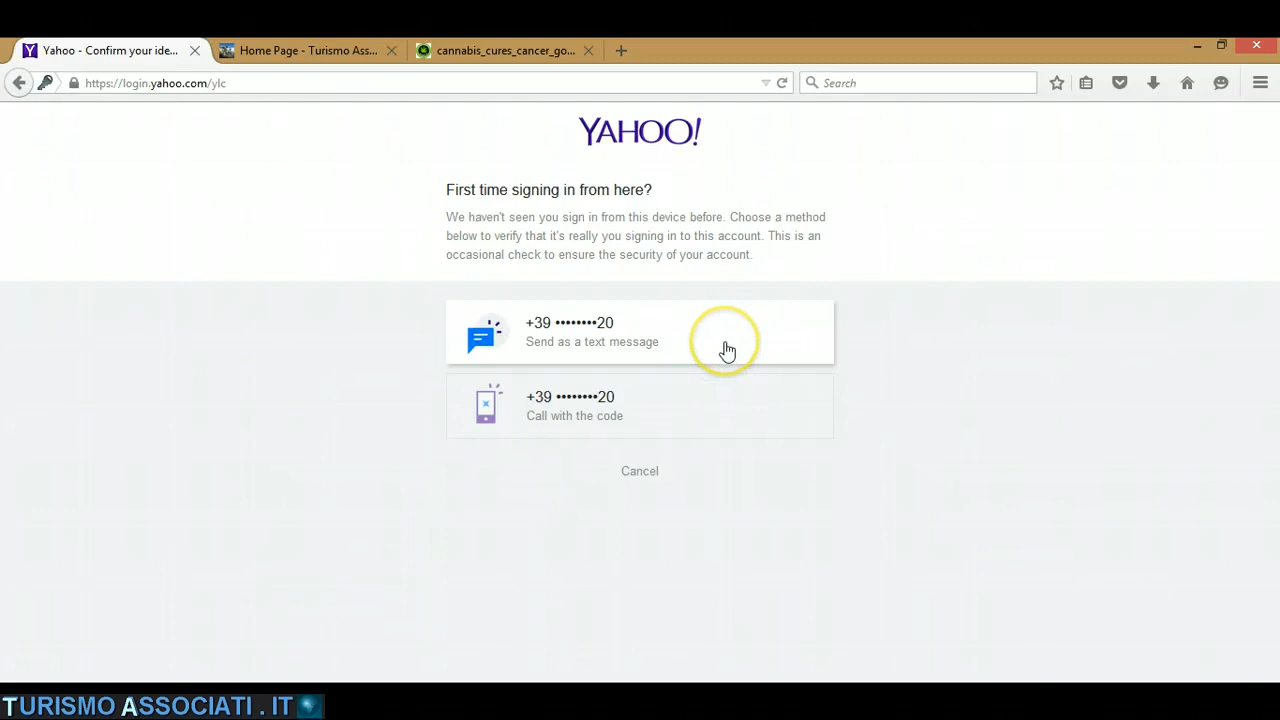 Yahoo - Confirm your ide...
Home Page - Turismo Ass...
cannabis_cures_cancer_go...
https://login.yahoo.com/ylc
Search
YAHOO!
First time signing in from here?
We haven't seen you sign in from this device before. Choose a method
below to verify that it's really you signing in to this account. This is an
occasional check to ensure the security of your account.
+39 ••••••••20
Send as a text message
+39 ••••••••20
Call with the code
Cancel
TURISMO ASSOCIATI . IT